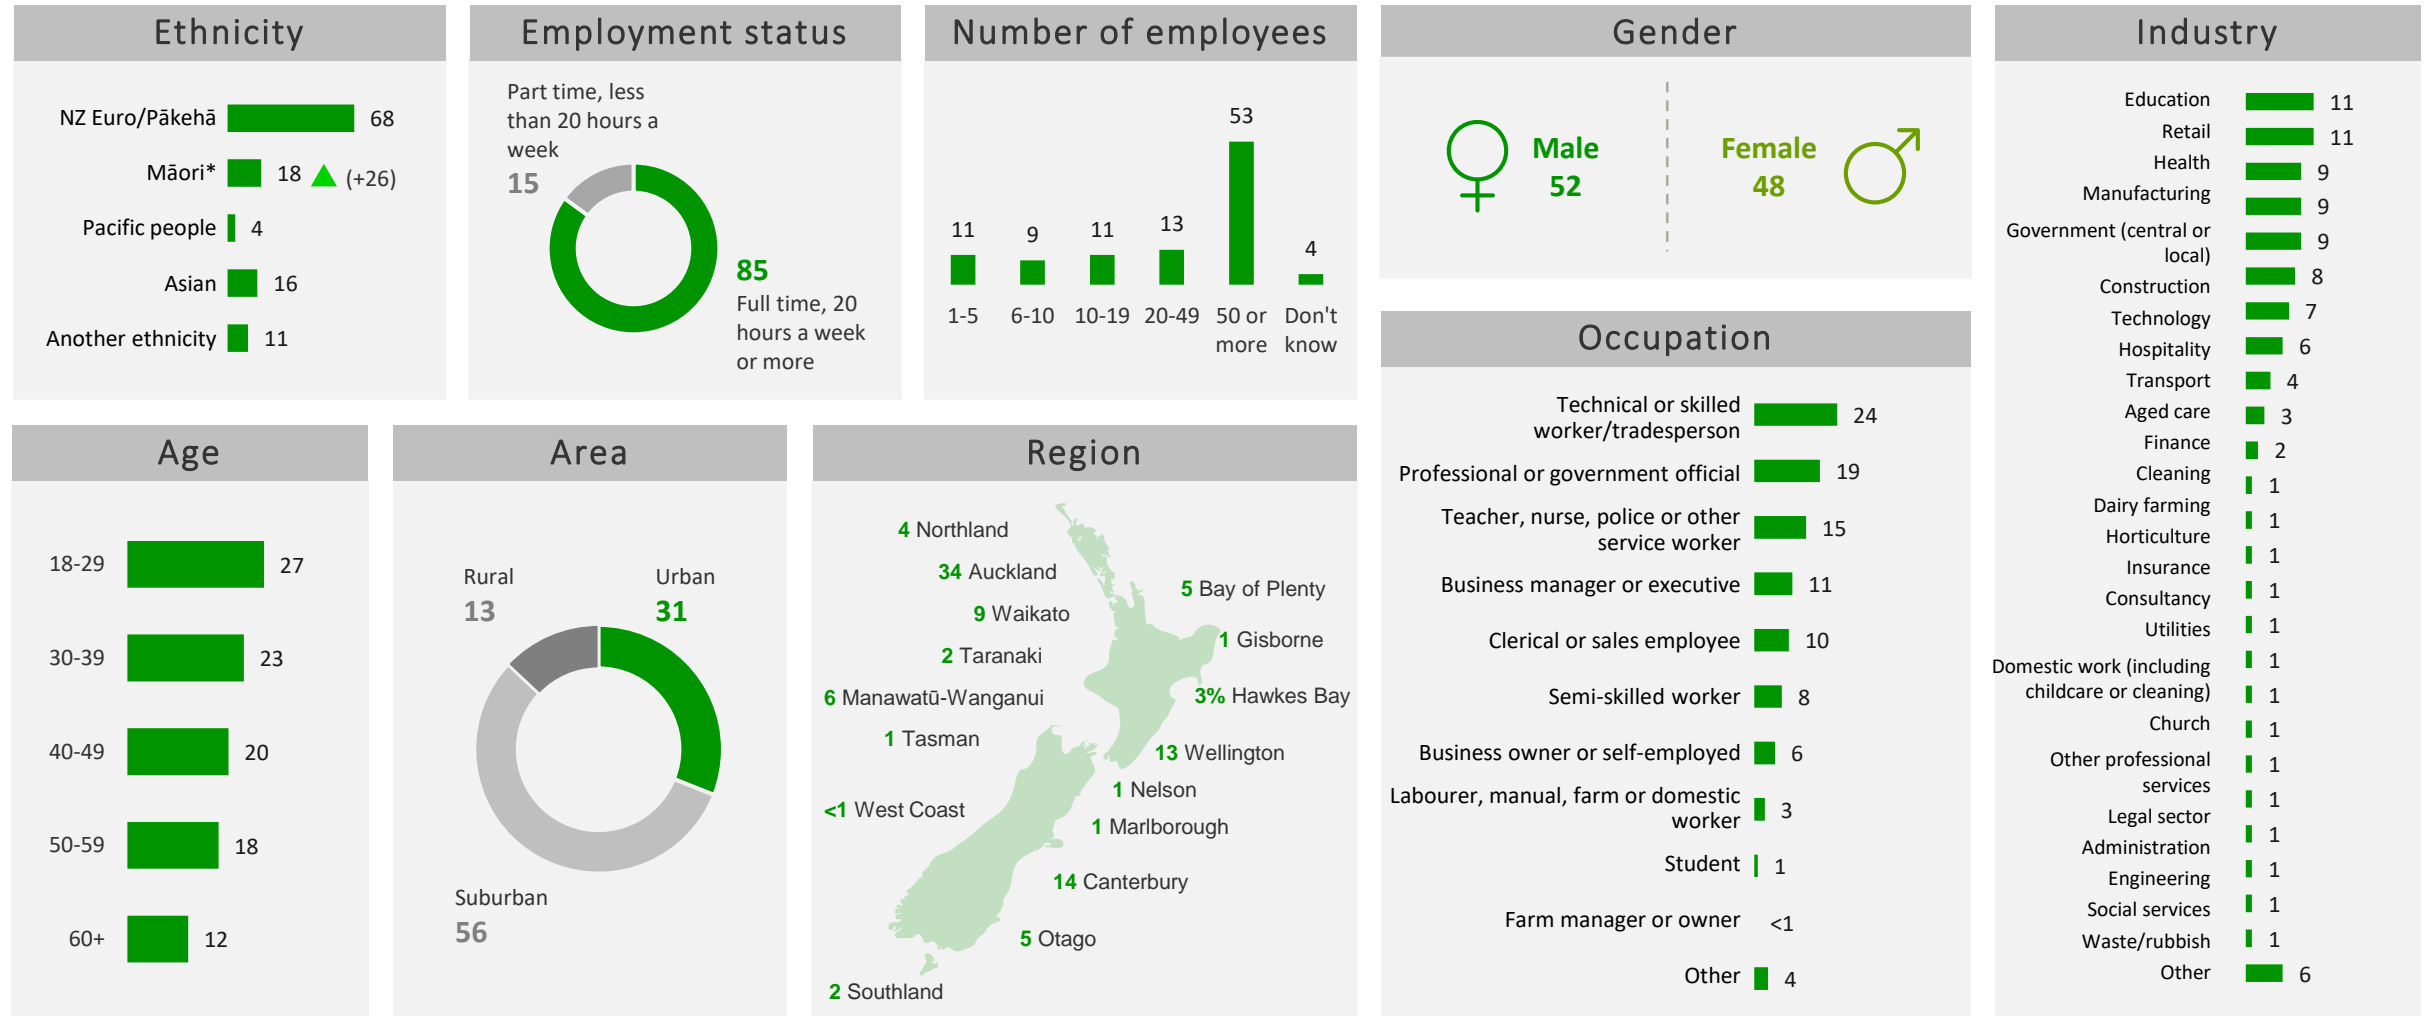 Ethnicity
NZ Euro/Pākehā 68
Māori* 18 (+26)
Pacific people 4
Asian 16
Another ethnicity 11
Employment status
Part time, less
than 20 hours a
week
15
85
Full time, 20
hours a week
or more
Number of employees
11 9 11 13 53 4
1-5 6-10 10-19 20-49 50 or Don't
more know
Gender
Male Female
52 48
Industry
Education 11
Retail 11
Health 9
Manufacturing 9
Government (central or
local) 9
Construction 8
Technology 7
Hospitality 6
Transport 4
Aged care 3
Finance 2
Cleaning 1
Dairy farming 1
Horticulture 1
Insurance 1
Consultancy 1
Utilities 1
Domestic work (including
childcare or cleaning) 1
Church 1
Other professional
services 1
Legal sector 1
Administration 1
Engineering 1
Social services 1
Waste/rubbish 1
Other 6
Age
18-29 27
30-39 23
40-49 20
50-59 18
60+ 12
Area
Rural
13
Urban
31
Suburban
56
Region
4 Northland
34 Auckland
5 Bay of Plenty
9 Waikato
1 Gisborne
2 Taranaki
6 Manawatū-Wanganui
3% Hawkes Bay
1 Tasman
13 Wellington
1 Nelson
<1 West Coast
1 Marlborough
14 Canterbury
5 Otago
2 Southland
Occupation
Technical or skilled
worker/tradesperson 24
Professional or government official 19
Teacher, nurse, police or other
service worker 15
Business manager or executive 11
Clerical or sales employee 10
Semi-skilled worker 8
Business owner or self-employed 6
Labourer, manual, farm or domestic
worker 3
Student 1
Farm manager or owner <1
Other 4